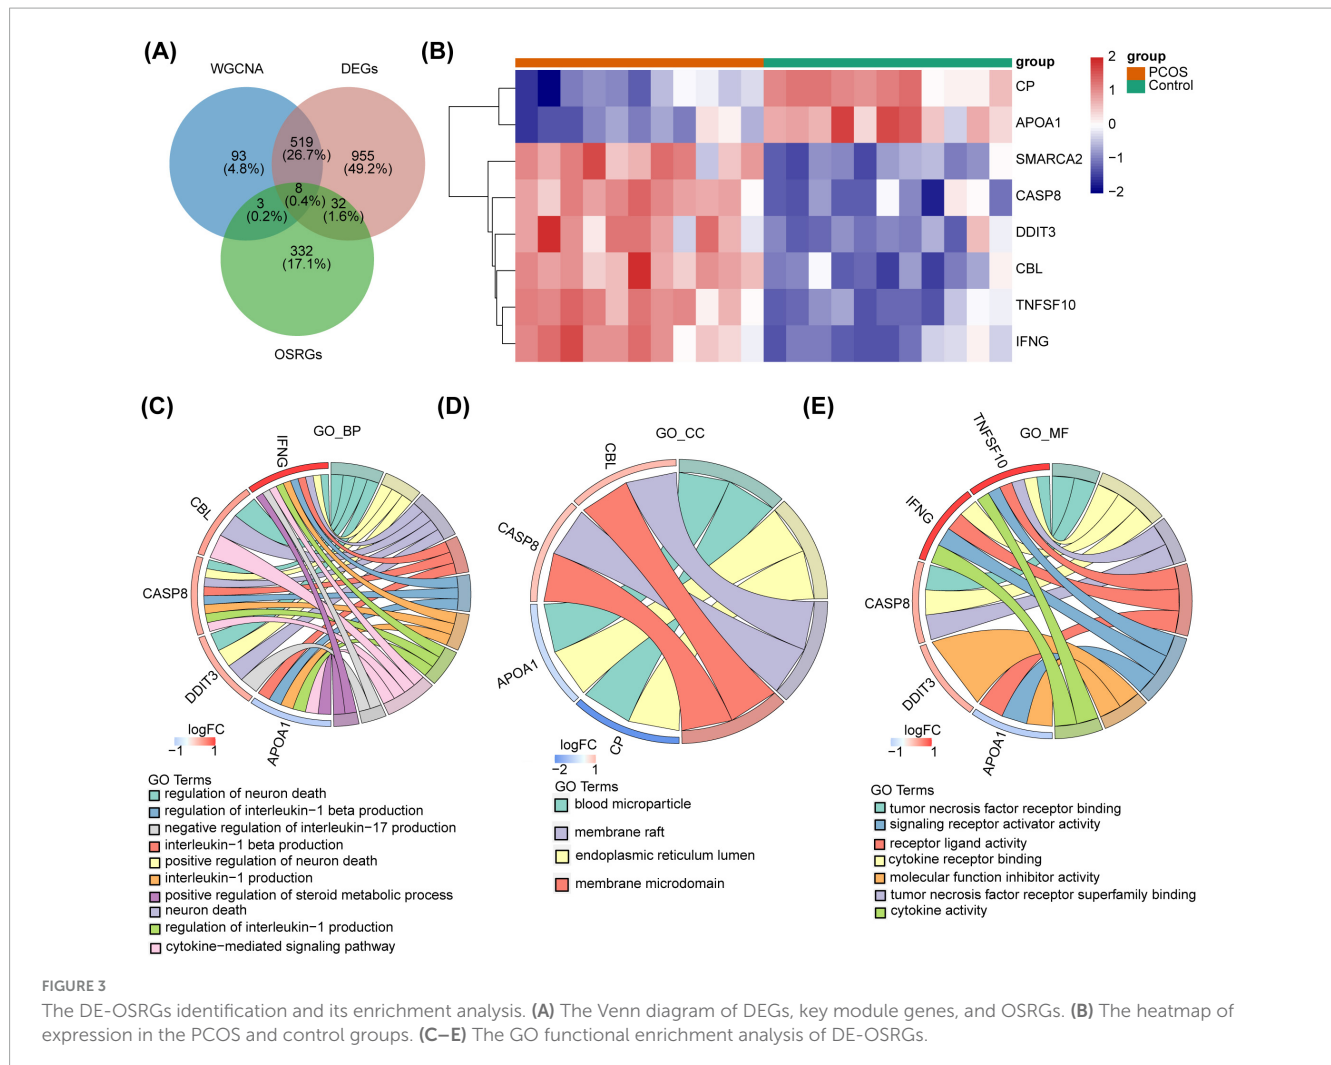 (A)
WGCNA
DEGs
93
(4.8%)
519
(26.7%)
955
(49.2%)
8
(0.4%)
3
(0.2%)
32
(1.6%)
332
(17.1%)
OSRGs
(B)
group
CP
APOA1
SMARCA2
CASP8
DDIT3
CBL
TNFSF10
IFNG
2
1
0
−1
−2
group
PCOS
Control
(C)
GO_BP
IFNG
CBL
CASP8
DDIT3
APOA1
logFC
−1 1
GO Terms
regulation of neuron death
regulation of interleukin−1 beta production
negative regulation of interleukin−17 production
interleukin−1 beta production
positive regulation of neuron death
interleukin−1 production
positive regulation of steroid metabolic process
neuron death
regulation of interleukin−1 production
cytokine−mediated signaling pathway
(D)
GO_CC
CBL
CASP8
APOA1
CP
logFC
−2 1
GO Terms
blood microparticle
membrane raft
endoplasmic reticulum lumen
membrane microdomain
(E)
GO_MF
TNFSF10
IFNG
CASP8
DDIT3
APOA1
logFC
−1 1
GO Terms
tumor necrosis factor receptor binding
signaling receptor activator activity
receptor ligand activity
cytokine receptor binding
molecular function inhibitor activity
tumor necrosis factor receptor superfamily binding
cytokine activity
FIGURE 3
The DE-OSRGs identification and its enrichment analysis. (A) The Venn diagram of DEGs, key module genes, and OSRGs. (B) The heatmap of
expression in the PCOS and control groups. (C–E) The GO functional enrichment analysis of DE-OSRGs.